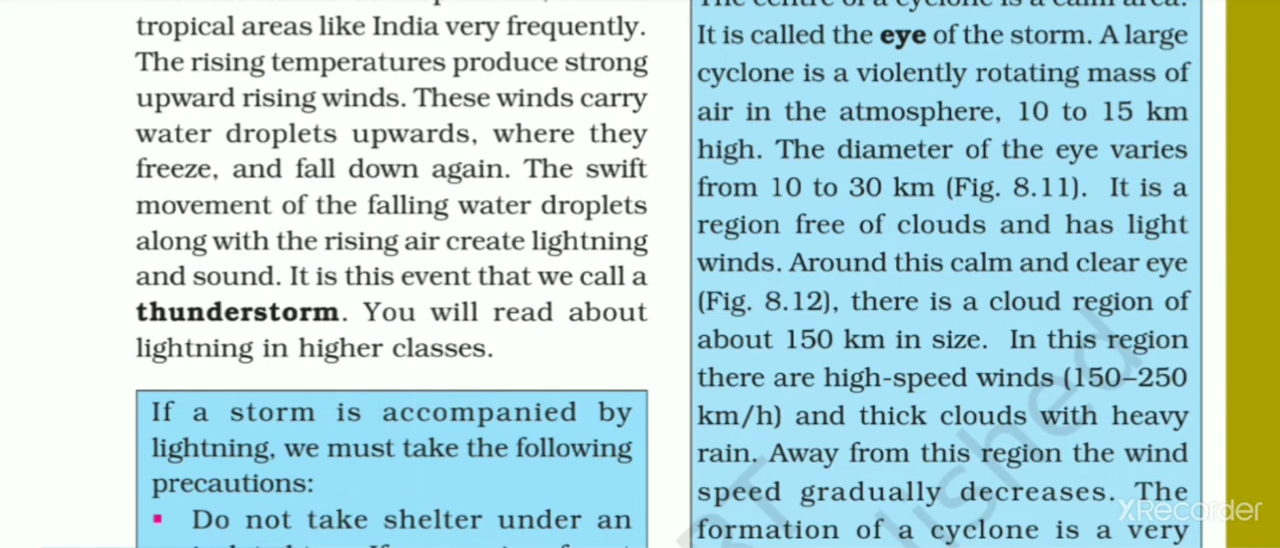 tropical areas like India very frequently.
The rising temperatures produce strong
upward rising winds. These winds carry
water droplets upwards, where they
freeze, and fall down again. The swift
movement of the falling water droplets
along with the rising air create lightning
and sound. It is this event that we call a
thunderstorm. You will read about
lightning in higher classes.
If a storm is accompanied by
lightning, we must take the following
precautions:
▪ Do not take shelter under an
The centre of a cyclone is a calm area.
It is called the eye of the storm. A large
cyclone is a violently rotating mass of
air in the atmosphere, 10 to 15 km
high. The diameter of the eye varies
from 10 to 30 km (Fig. 8.11). It is a
region free of clouds and has light
winds. Around this calm and clear eye
(Fig. 8.12), there is a cloud region of
about 150 km in size. In this region
there are high-speed winds (150–250
km/h) and thick clouds with heavy
rain. Away from this region the wind
speed gradually decreases. The
formation of a cyclone is a very
XRecorder